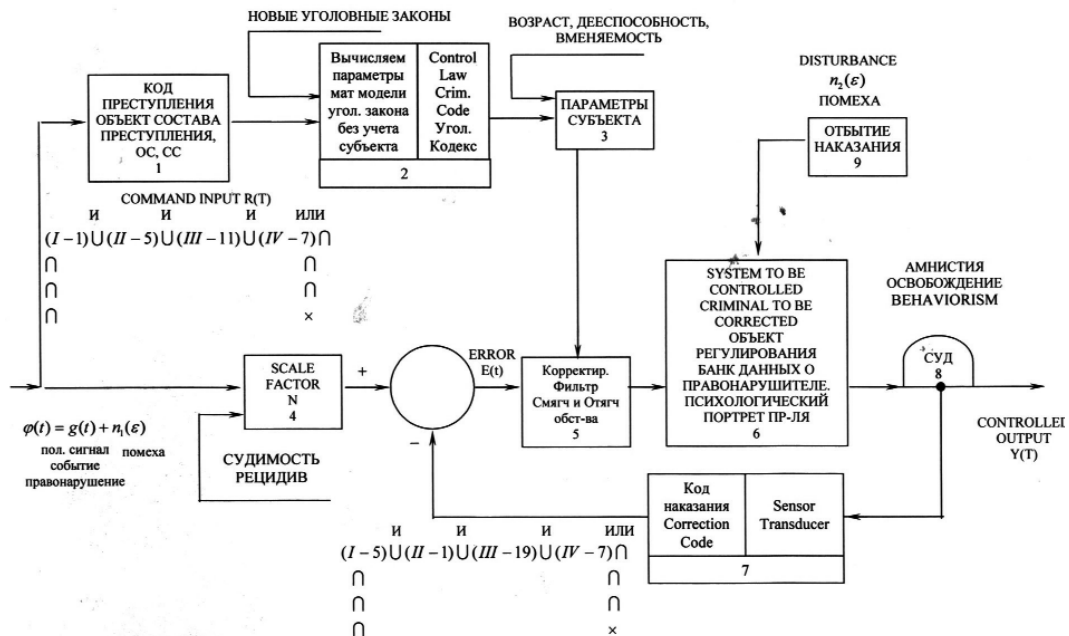 НОВЫЕ УГОЛОВНЫЕ ЗАКОНЫ
ВОЗРАСТ, ДЕЕСПОСОБНОСТЬ,
ВМЕНЯЕМОСТЬ
КОД
ПРЕСТУПЛЕНИЯ
ОБЪЕКТ СОСТАВА
ПРЕСТУПЛЕНИЯ,
ОС, СС
1
Вычисляем
параметры
мат модели
угол. закона
без учета
субъекта
Control
Law
Crim.
Code
Угол.
Кодекс
2
ПАРАМЕТРЫ
СУБЪЕКТА
3
DISTURBANCE
n₂(ε)
ПОМЕХА
ОТБЫТИЕ
НАКАЗАНИЯ
9
COMMAND INPUT R(T)
И И И ИЛИ
(I – 1)⋃(II – 5)⋃(III – 11)⋃(IV – 7)⋂
⋂ ⋂
⋂ ⋂
⋂ ×
SCALE
FACTOR
N
4
+
−
ERROR
E(t)
Корректир.
Фильтр
Смягч и Отягч
обст-ва
5
SYSTEM TO BE
CONTROLLED
CRIMINAL TO BE
CORRECTED
ОБЪЕКТ
РЕГУЛИРОВАНИЯ
БАНК ДАННЫХ О
ПРАВОНАРУШИТЕЛЕ.
ПСИХОЛОГИЧЕСКИЙ
ПОРТРЕТ ПР-ЛЯ
6
АМНИСТИЯ
ОСВОБОЖДЕНИЕ
BEHAVIORISM
СУД
8
CONTROLLED
OUTPUT
Y(T)
φ(t) = g(t) + n₁(ε)
пол. сигнал помеха
событие
правонарушение
СУДИМОСТЬ
РЕЦИДИВ
Код
наказания
Correction
Code
Sensor
Transducer
7
И И И ИЛИ
(I – 5)⋃(II – 1)⋃(III – 19)⋃(IV – 7)⋂
⋂ ⋂
⋂ ⋂
⋂ ×